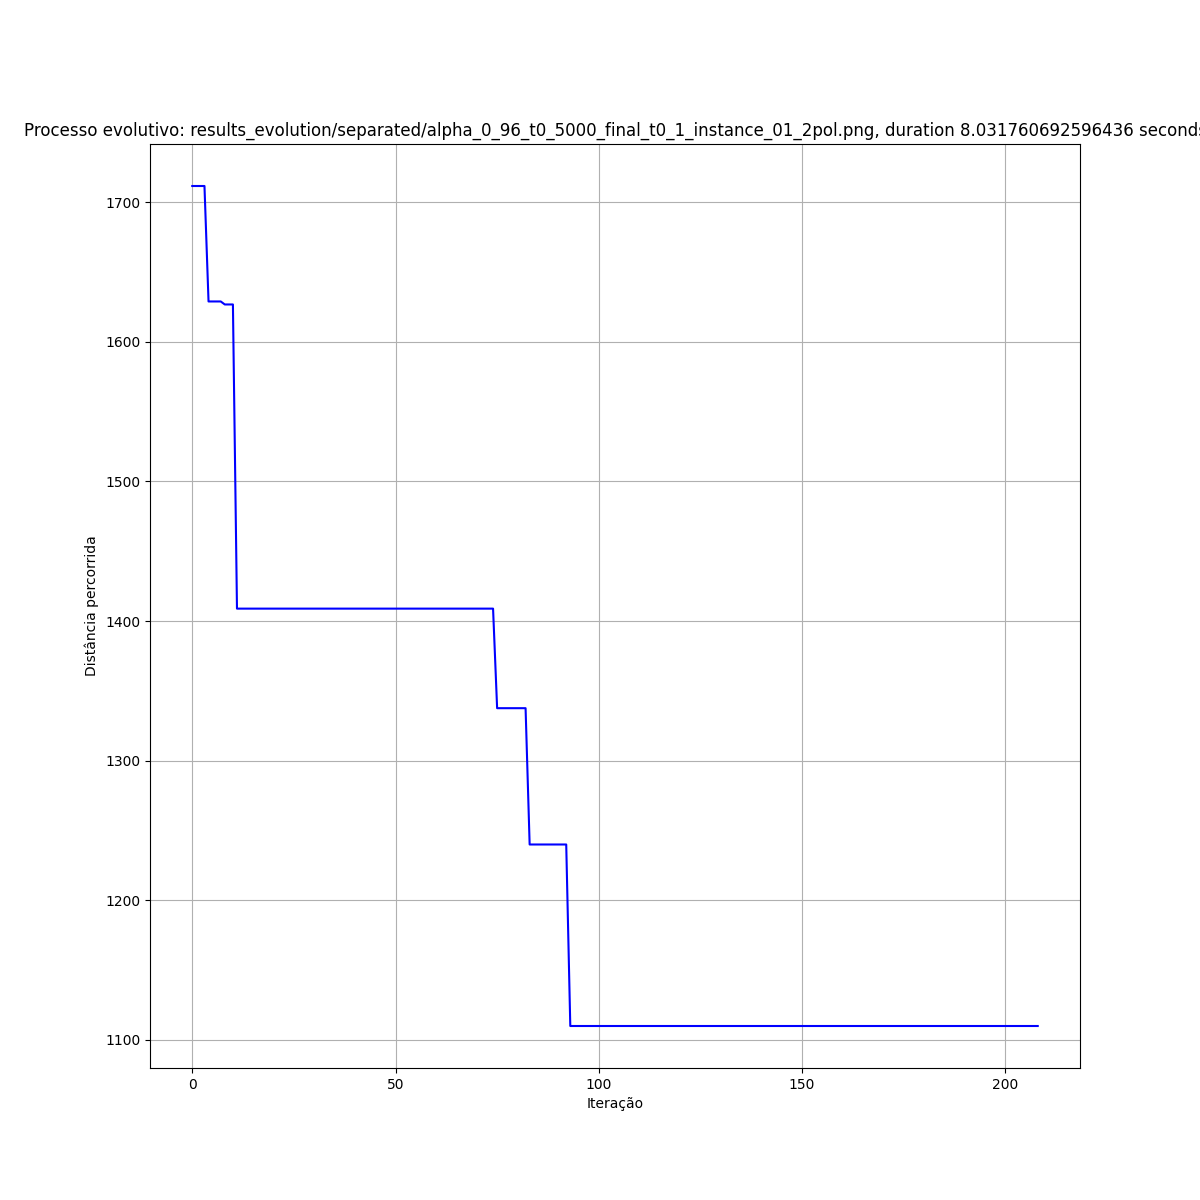 Processo evolutivo: results_evolution/separated/alpha_0_96_t0_5000_final_t0_1_instance_01_2pol.png, duration 8.031760692596436 seconds
1700
1600
1500
1400
1300
1200
1100
Distância percorrida
0 50 100 150 200
Iteração